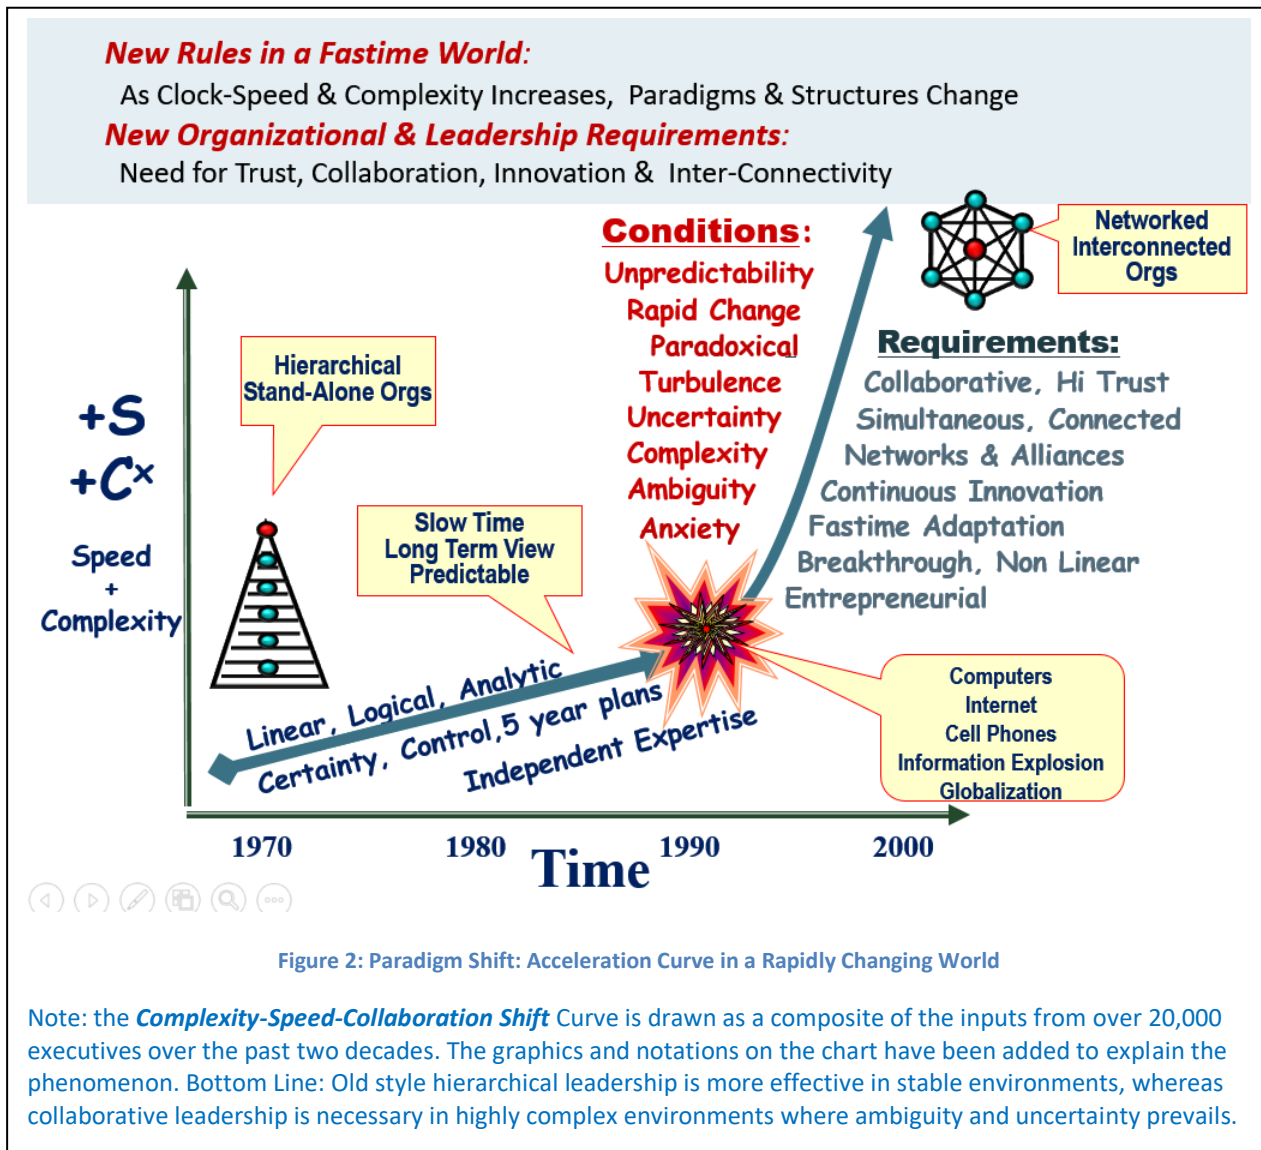 New Rules in a Fastime World:
As Clock-Speed & Complexity Increases, Paradigms & Structures Change
New Organizational & Leadership Requirements:
Need for Trust, Collaboration, Innovation & Inter-Connectivity
Networked
Interconnected
Orgs
Conditions:
Unpredictability
Rapid Change
Paradoxical
Turbulence
Uncertainty
Complexity
Ambiguity
Anxiety
Requirements:
Collaborative, Hi Trust
Simultaneous, Connected
Networks & Alliances
Continuous Innovation
Fastime Adaptation
Breakthrough, Non Linear
Entrepreneurial
Hierarchical
Stand-Alone Orgs
+S
+Cˣ
Speed
+
Complexity
Slow Time
Long Term View
Predictable
Linear, Logical, Analytic
Certainty, Control,5 year plans
Independent Expertise
Computers
Internet
Cell Phones
Information Explosion
Globalization
1970 1980 1990 2000
Time
Figure 2: Paradigm Shift: Acceleration Curve in a Rapidly Changing World
Note: the Complexity-Speed-Collaboration Shift Curve is drawn as a composite of the inputs from over 20,000
executives over the past two decades. The graphics and notations on the chart have been added to explain the
phenomenon. Bottom Line: Old style hierarchical leadership is more effective in stable environments, whereas
collaborative leadership is necessary in highly complex environments where ambiguity and uncertainty prevails.